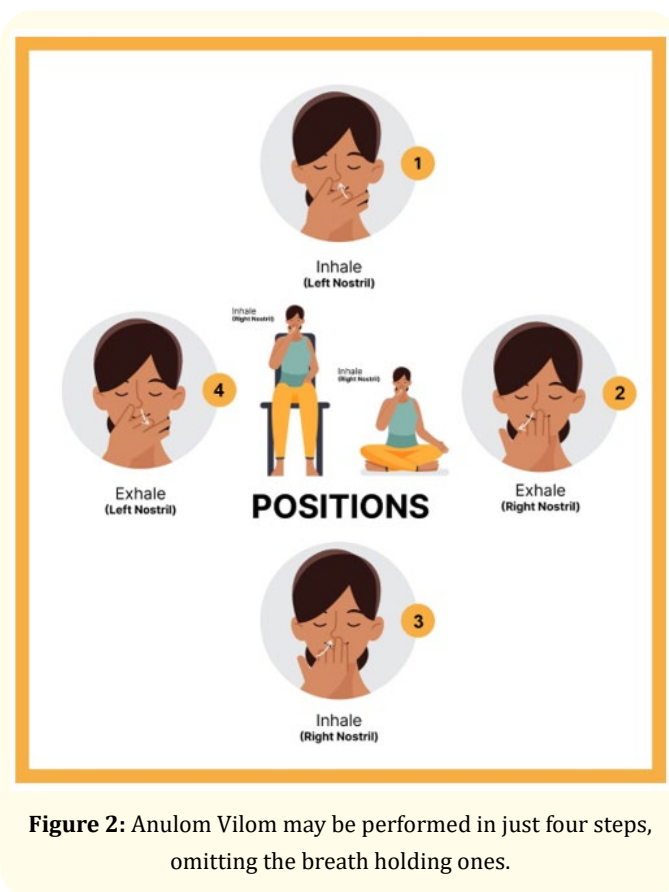 1
Inhale
(Left Nostril)
Inhale
(Right Nostril)
Inhale
(Right Nostril)
4
2
Exhale
(Left Nostril)
POSITIONS
Exhale
(Right Nostril)
3
Inhale
(Right Nostril)
Figure 2: Anulom Vilom may be performed in just four steps,
omitting the breath holding ones.